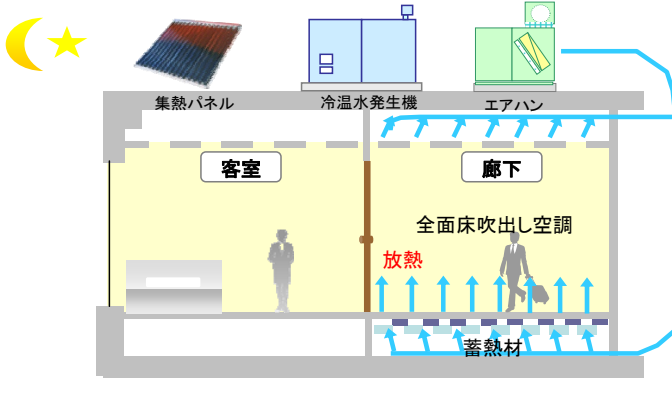 集熱パネル
冷温水発生機
エアハン
客室
廊下
全面床吹出し空調
放熱
蓄熱材